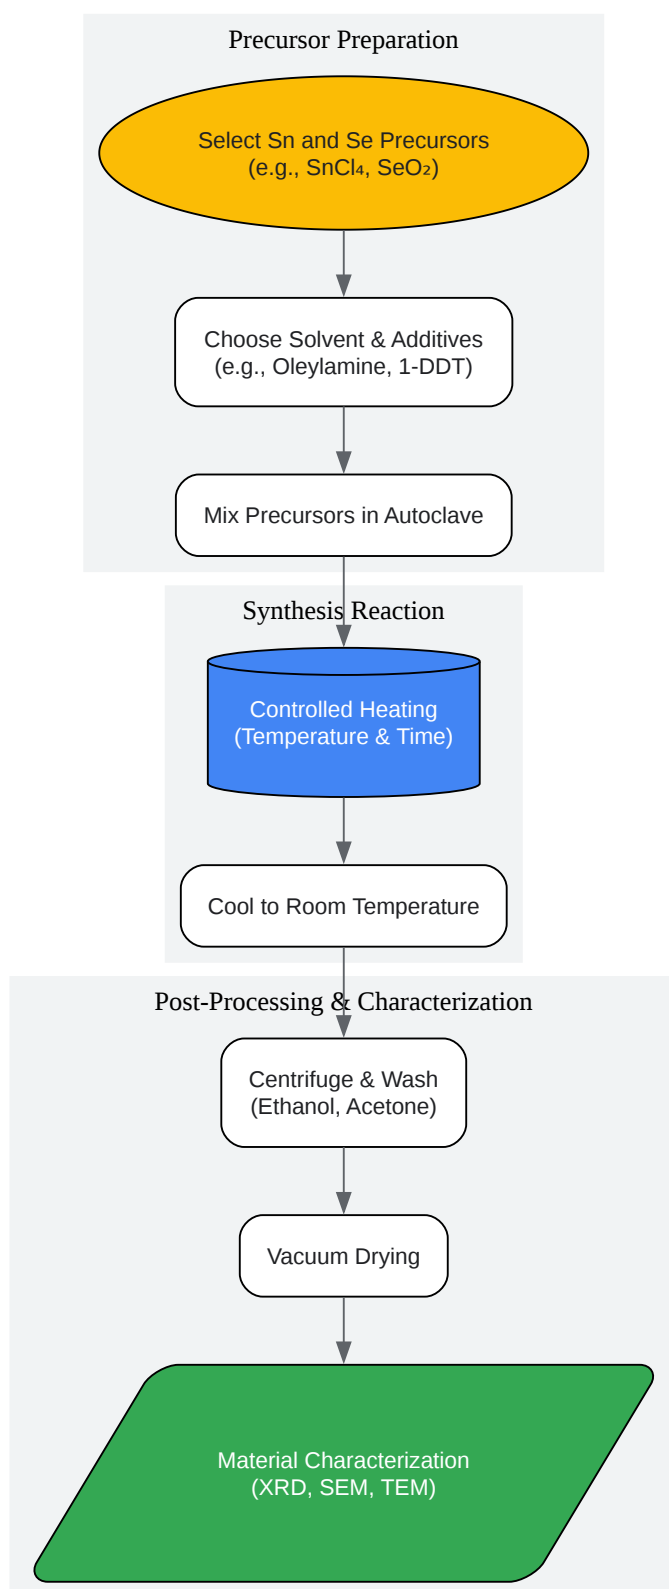 Precursor Preparation
Select Sn and Se Precursors
(e.g., SnCl₄, SeO₂)
Choose Solvent & Additives
(e.g., Oleylamine, 1-DDT)
Mix Precursors in Autoclave
Synthesis Reaction
Controlled Heating
(Temperature & Time)
Cool to Room Temperature
Post-Processing & Characterization
Centrifuge & Wash
(Ethanol, Acetone)
Vacuum Drying
Material Characterization
(XRD, SEM, TEM)